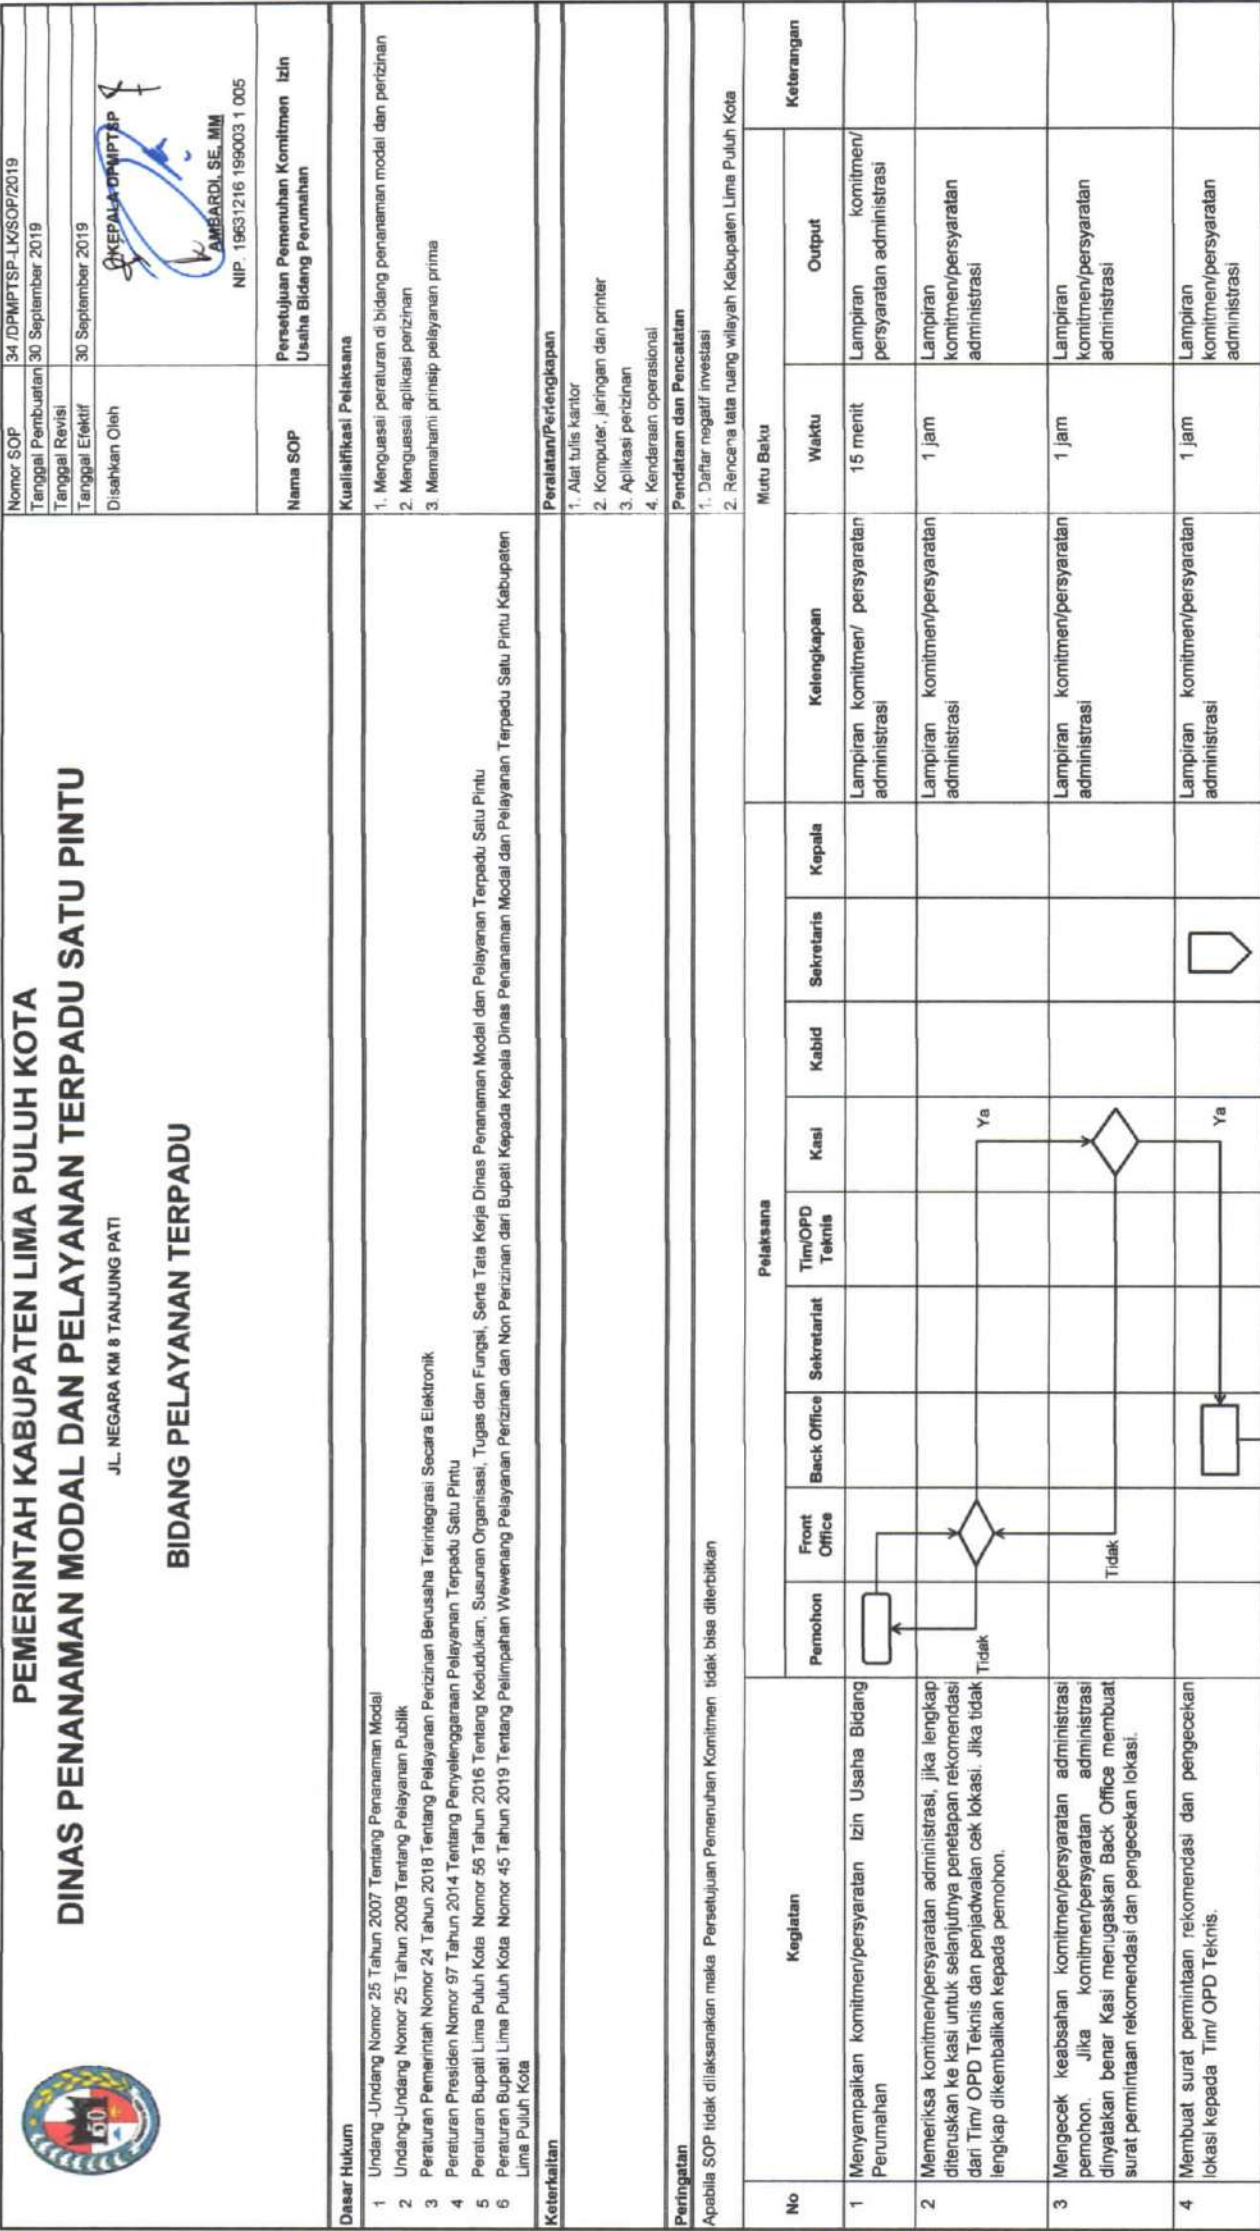 PEMERINTAH KABUPATEN LIMA PULUH KOTA
DINAS PENANAMAN MODAL DAN PELAYANAN TERPADU SATU PINTU
JL. NEGARA KM 8 TANJUNG PATI
BIDANG PELAYANAN TERPADU
50
Nomor SOP
34 /DPMPTSP-LK/SOP/2019
Tanggal Pembuatan
30 September 2019
Tanggal Revisi
Tanggal Efektif
30 September 2019
Disahkan Oleh
KEPALA DPMPTSP
AMBARDI, SE, MM
NIP. 19631216 199003 1 005
Nama SOP
Persetujuan Pemenuhan Komitmen Izin
Usaha Bidang Perumahan
Dasar Hukum
1 Undang -Undang Nomor 25 Tahun 2007 Tentang Penanaman Modal
2 Undang-Undang Nomor 25 Tahun 2009 Tentang Pelayanan Publik
3 Peraturan Pemerintah Nomor 24 Tahun 2018 Tentang Pelayanan Perizinan Berusaha Terintegrasi Secara Elektronik
4 Peraturan Presiden Nomor 97 Tahun 2014 Tentang Penyelenggaraan Pelayanan Terpadu Satu Pintu
5 Peraturan Bupati Lima Puluh Kota Nomor 56 Tahun 2016 Tentang Kedudukan, Susunan Organisasi, Tugas dan Fungsi, Serta Tata Kerja Dinas Penanaman Modal dan Pelayanan Terpadu Satu Pintu
6 Peraturan Bupati Lima Puluh Kota Nomor 45 Tahun 2019 Tentang Pelimpahan Wewenang Pelayanan Perizinan dan Non Perizinan dari Bupati Kepada Kepala Dinas Penanaman Modal dan Pelayanan Terpadu Satu Pintu Kabupaten
Lima Puluh Kota
Kualisifikasi Pelaksana
1. Menguasai peraturan di bidang penanaman modal dan perizinan
2. Menguasai aplikasi perizinan
3. Memahami prinsip pelayanan prima
Keterkaitan
Peralatan/Perlengkapan
1. Alat tulis kantor
2. Komputer, jaringan dan printer
3. Aplikasi perizinan
4. Kendaraan operasional
Peringatan
Apabila SOP tidak dilaksanakan maka Persetujuan Pemenuhan Komitmen tidak bisa diterbitkan
Pendataan dan Pencatatan
1. Daftar negatif investasi
2. Rencana tata ruang wilayah Kabupaten Lima Puluh Kota
No
Kegiatan
Pelaksana
Mutu Baku
Keterangan
Pemohon
Front
Office
Back Office
Sekretariat
Tim/OPD
Teknis
Kasi
Kabid
Sekretaris
Kepala
Kelengkapan
Waktu
Output
1
Menyampaikan komitmen/persyaratan Izin Usaha Bidang
Perumahan
Lampiran komitmen/ persyaratan
administrasi
15 menit
Lampiran komitmen/
persyaratan administrasi
2
Memeriksa komitmen/persyaratan administrasi, jika lengkap
diteruskan ke kasi untuk selanjutnya penetapan rekomendasi
dari Tim/ OPD Teknis dan penjadwalan cek lokasi. Jika tidak
lengkap dikembalikan kepada pemohon.
Tidak
Ya
Lampiran komitmen/persyaratan
administrasi
1 jam
Lampiran
komitmen/persyaratan
administrasi
3
Mengecek keabsahan komitmen/persyaratan administrasi
pemohon. Jika komitmen/persyaratan administrasi
dinyatakan benar Kasi menugaskan Back Office membuat
surat permintaan rekomendasi dan pengecekan lokasi.
Tidak
Lampiran komitmen/persyaratan
administrasi
1 jam
Lampiran
komitmen/persyaratan
administrasi
4
Membuat surat permintaan rekomendasi dan pengecekan
lokasi kepada Tim/ OPD Teknis.
Ya
Lampiran komitmen/persyaratan
administrasi
1 jam
Lampiran
komitmen/persyaratan
administrasi